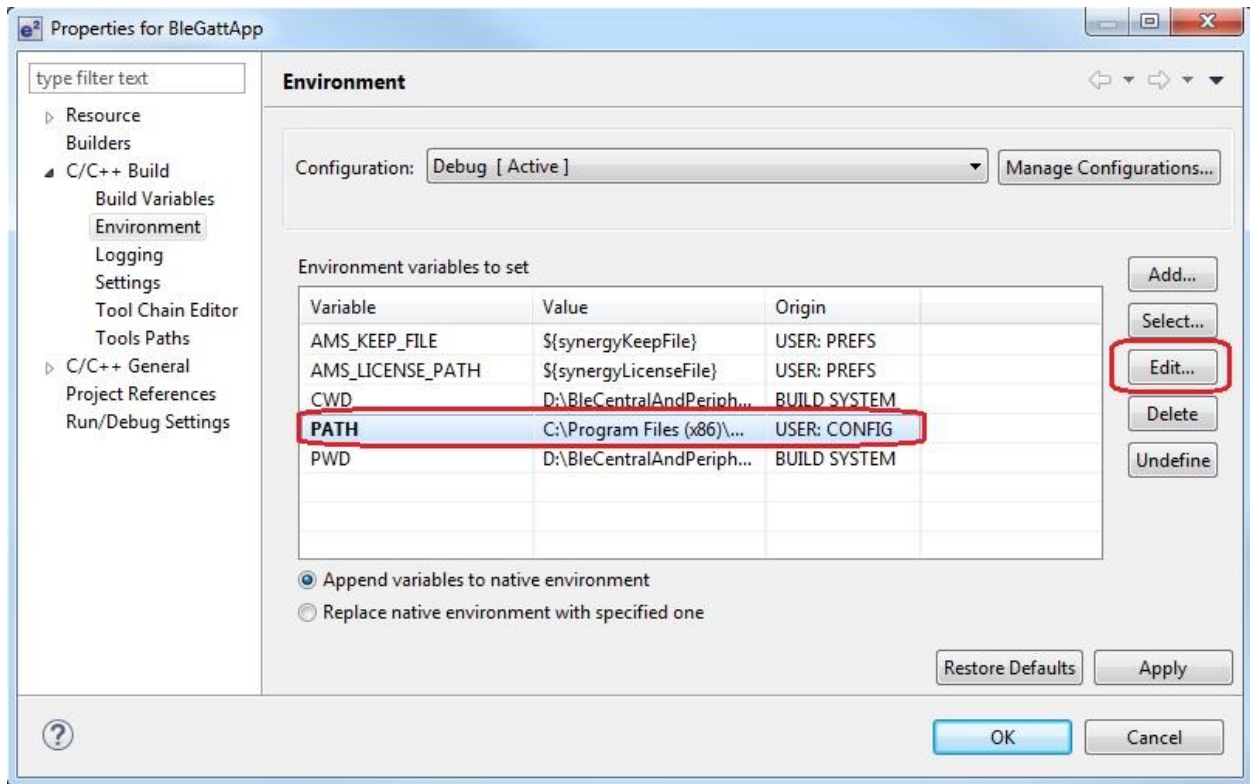 e² Properties for BleGattApp
type filter text
Resource
Builders
C/C++ Build
Build Variables
Environment
Logging
Settings
Tool Chain Editor
Tools Paths
C/C++ General
Project References
Run/Debug Settings
Environment
Configuration: Debug [ Active ] Manage Configurations...
Environment variables to set
Variable Value Origin
AMS_KEEP_FILE ${synergyKeepFile} USER: PREFS
AMS_LICENSE_PATH ${synergyLicenseFile} USER: PREFS
CWD D:\BleCentralAndPeriph... BUILD SYSTEM
PATH C:\Program Files (x86)\... USER: CONFIG
PWD D:\BleCentralAndPeriph... BUILD SYSTEM
Add...
Select...
Edit...
Delete
Undefine
Append variables to native environment
Replace native environment with specified one
Restore Defaults Apply
? OK Cancel